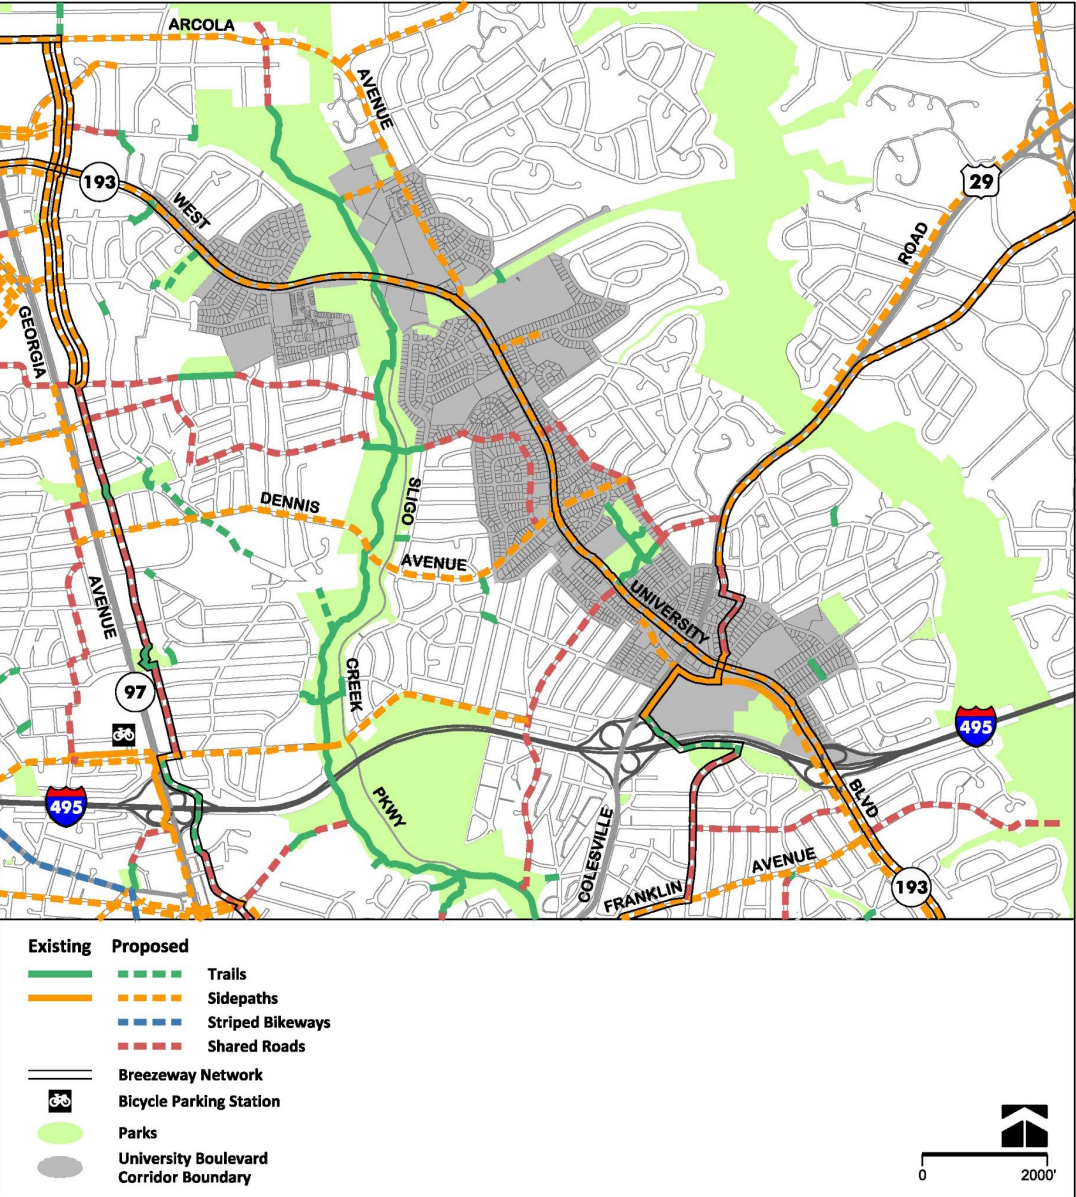 ARCOLA
AVENUE
193
WEST
29
ROAD
GEORGIA
DENNIS
SLIGO
AVENUE
AVENUE
UNIVERSITY
CREEK
97
495
495
PKWY
BLVD
COLESVILLE
AVENUE
FRANKLIN
193
Existing Proposed
Trails
Sidepaths
Striped Bikeways
Shared Roads
Breezeway Network
Bicycle Parking Station
Parks
University Boulevard
Corridor Boundary
0 2000'